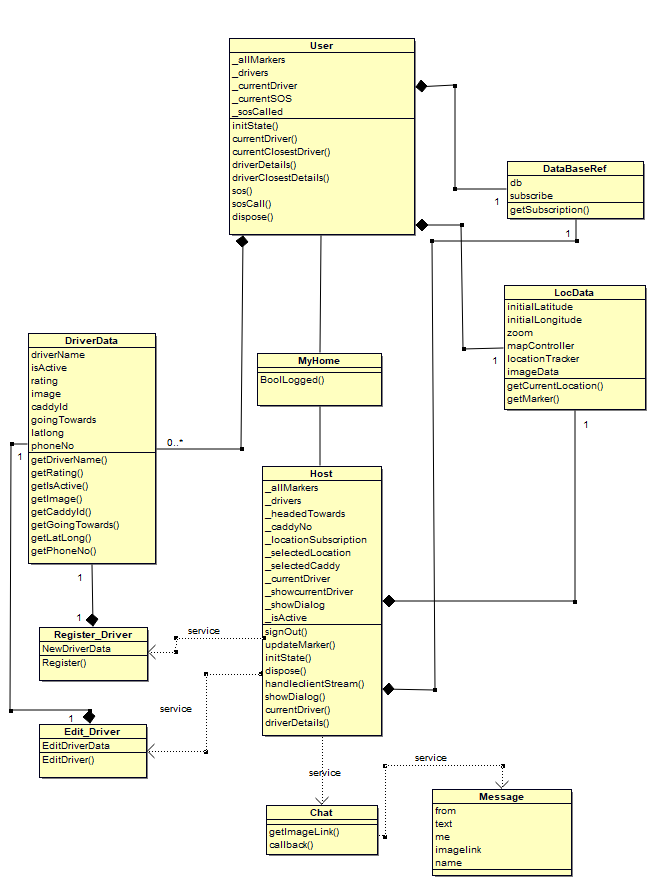 User
_allMarkers
_drivers
_currentDriver
_currentSOS
_sosCalled
initState()
currentDriver()
currentClosestDriver()
driverDetails()
driverClosestDetails()
sos()
sosCall()
dispose()
DataBaseRef
db
subscribe
getSubscription()
1
1
LocData
initialLatitude
initialLongitude
zoom
mapController
locationTracker
imageData
getCurrentLocation()
getMarker()
1
1
DriverData
driverName
isActive
rating
image
caddyId
goingTowards
latlong
phoneNo
getDriverName()
getRating()
getIsActive()
getImage()
getCaddyId()
getGoingTowards()
getLatLong()
getPhoneNo()
0..*
1
1
1
MyHome
BoolLogged()
Host
_allMarkers
_drivers
_headedTowards
_caddyNo
_locationSubscription
_selectedLocation
_selectedCaddy
_currentDriver
_showcurrentDriver
_showDialog
_isActive
signOut()
updateMarker()
initState()
dispose()
handleclientStream()
showDialog()
currentDriver()
driverDetails()
Register_Driver
NewDriverData
Register()
service
service
1
Edit_Driver
EditDriverData
EditDriver()
service
service
Chat
getImageLink()
callback()
Message
from
text
me
imagelink
name